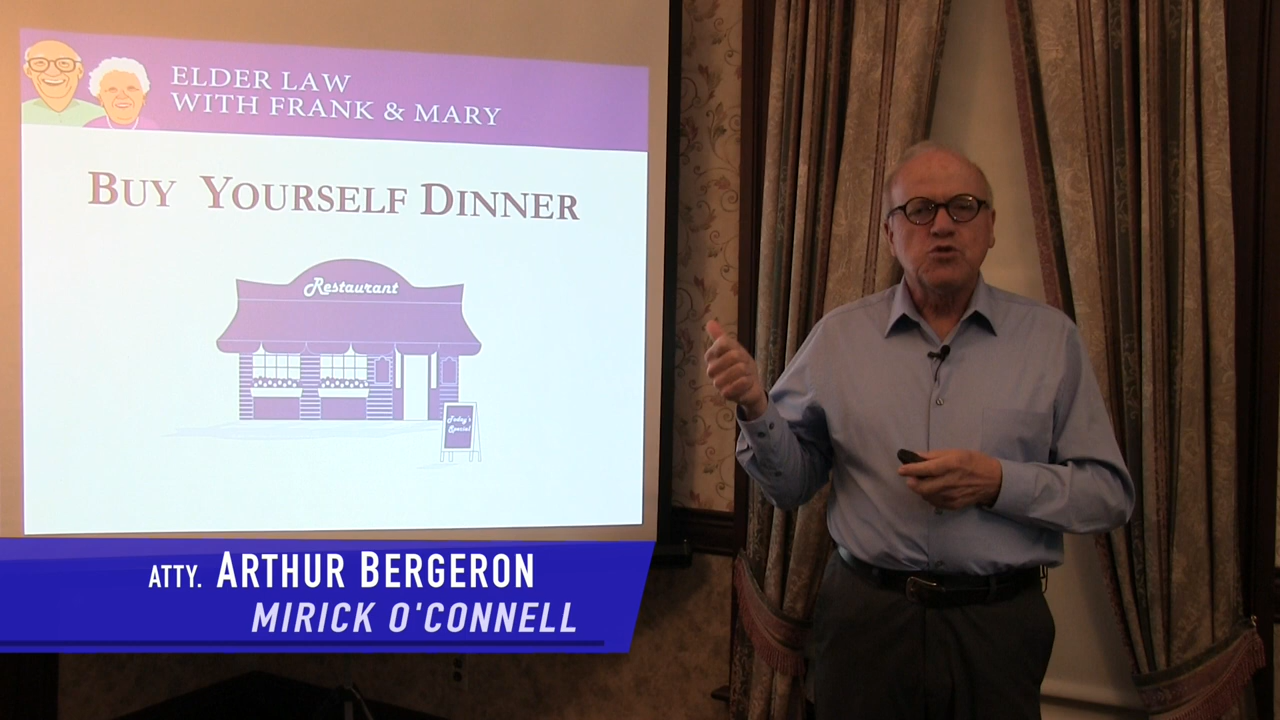 ELDER LAW
WITH FRANK & MARY
BUY YOURSELF DINNER
Restaurant
Today's
Special
ATTY. ARTHUR BERGERON
MIRICK O'CONNELL